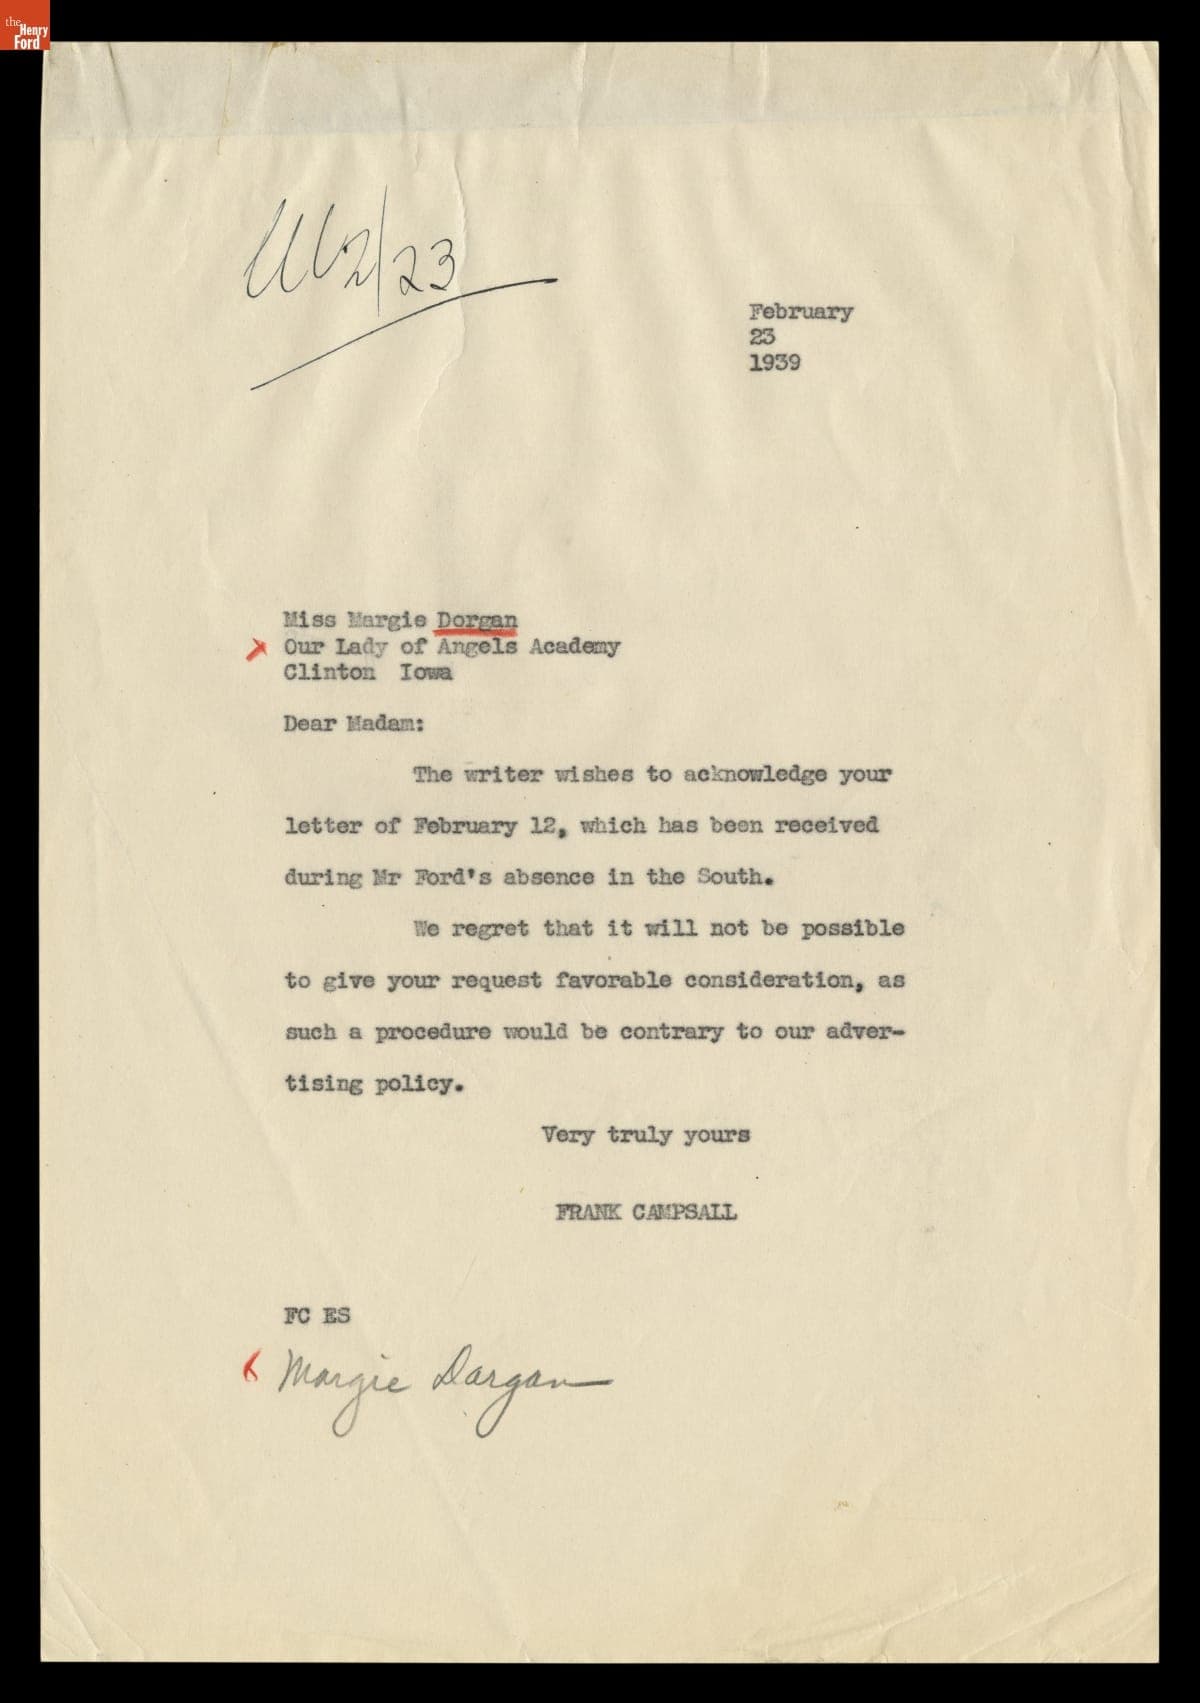 the
Henry
Ford
2/23
February
23
1939
Miss Margie Dorgan
Our Lady of Angels Academy
Clinton Iowa
Dear Madam:
The writer wishes to acknowledge your
letter of February 12, which has been received
during Mr Ford's absence in the South.
We regret that it will not be possible
to give your request favorable consideration, as
such a procedure would be contrary to our adver-
tising policy.
Very truly yours
FRANK CAMPSALL
FC ES
Margie Dargan